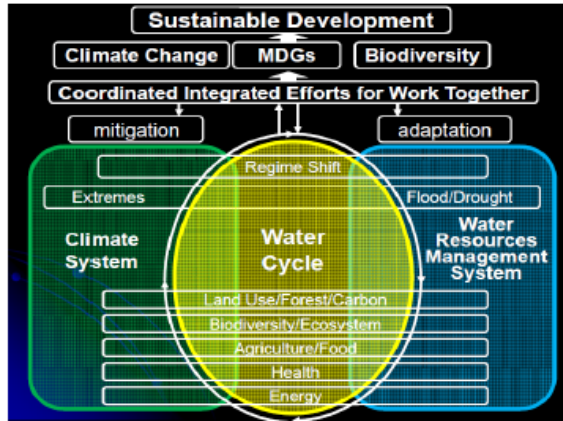 Sustainable Development
Climate Change MDGs Biodiversity
Coordinated Integrated Efforts for Work Together
mitigation adaptation
Regime Shift
Extremes Flood/Drought
Climate
System
Water
Cycle
Water
Resources
Management
System
Land Use/Forest/Carbon
Biodiversity/Ecosystem
Agriculture/Food
Health
Energy